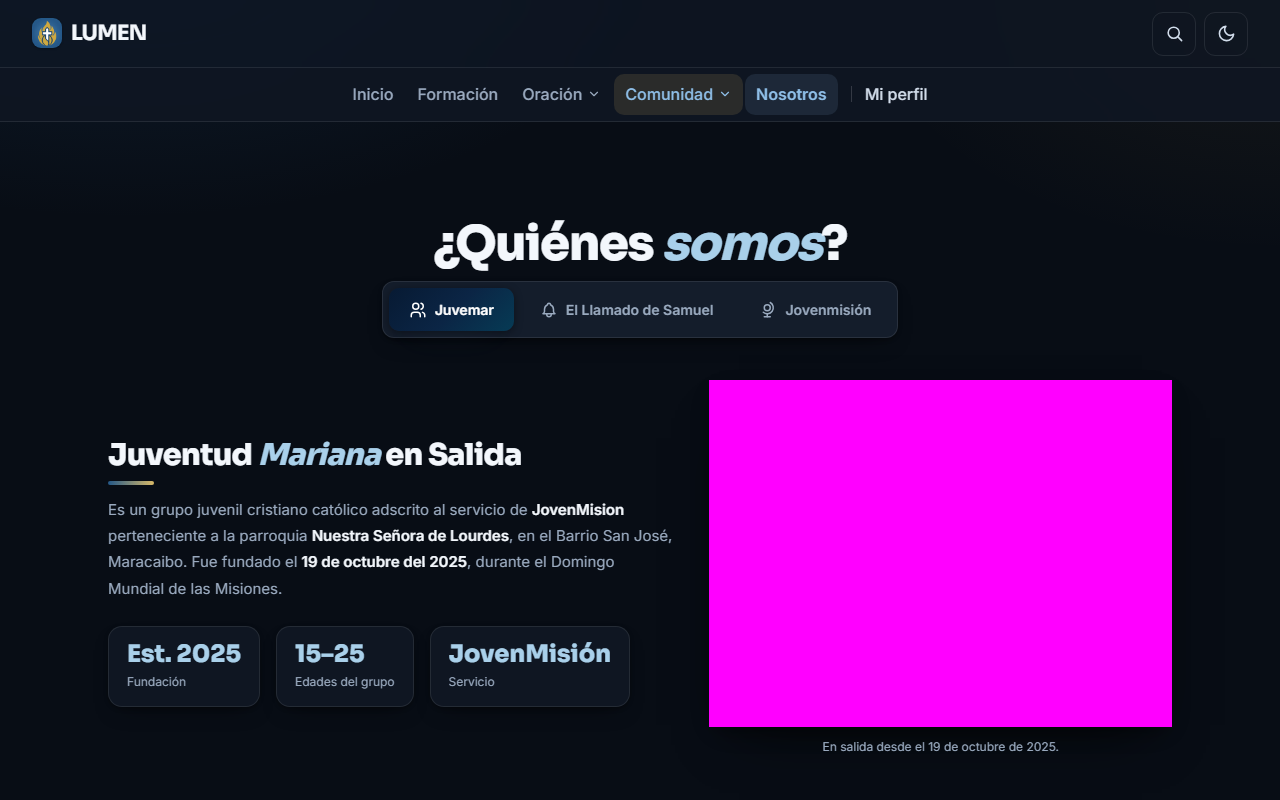 LUMEN
Inicio Formación Oración Comunidad Nosotros Mi perfil
¿Quiénes somos?
Juvemar El Llamado de Samuel Jovenmisión
Juventud Mariana en Salida
Es un grupo juvenil cristiano católico adscrito al servicio de JovenMision
perteneciente a la parroquia Nuestra Señora de Lourdes, en el Barrio San José,
Maracaibo. Fue fundado el 19 de octubre del 2025, durante el Domingo
Mundial de las Misiones.
Est. 2025 15–25 JovenMisión
Fundación Edades del grupo Servicio
En salida desde el 19 de octubre de 2025.